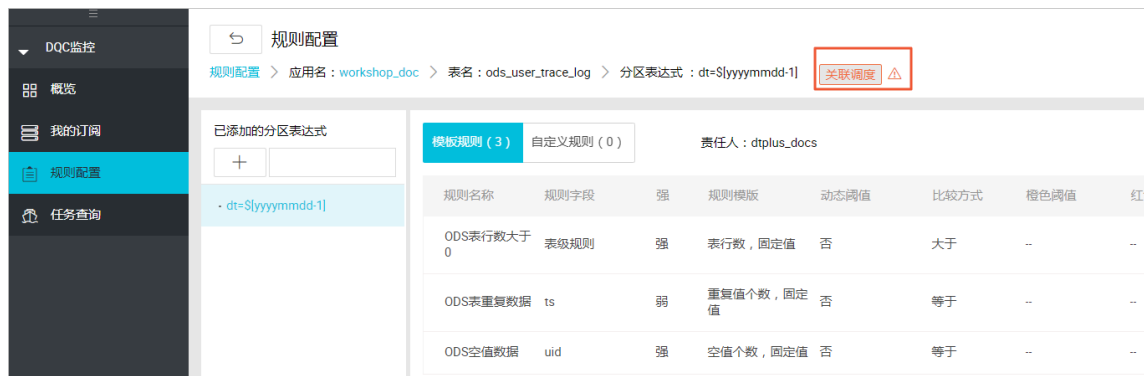 DQC监控
概览
我的订阅
规则配置
任务查询
规则配置
规则配置 > 应用名：workshop_doc > 表名：ods_user_trace_log > 分区表达式 ：dt=$[yyyymmdd-1] 关联调度
已添加的分区表达式
+
· dt=$[yyyymmdd-1]
模板规则（3） 自定义规则（0） 责任人：dtplus_docs
规则名称 规则字段 强 规则模版 动态阈值 比较方式 橙色阈值 红
ODS表行数大于 表级规则 强 表行数，固定值 否 大于 -- --
0
ODS表重复数据 ts 弱 重复值个数，固定 否 等于 -- --
值
ODS空值数据 uid 强 空值个数，固定值 否 等于 -- --